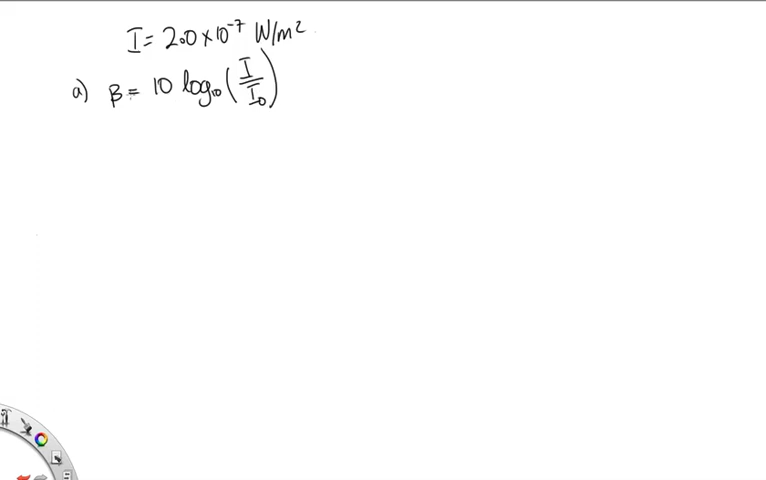 I = 2.0 × 10⁻⁷ W/m²
a) β = 10 log₁₀ (I/I₀)